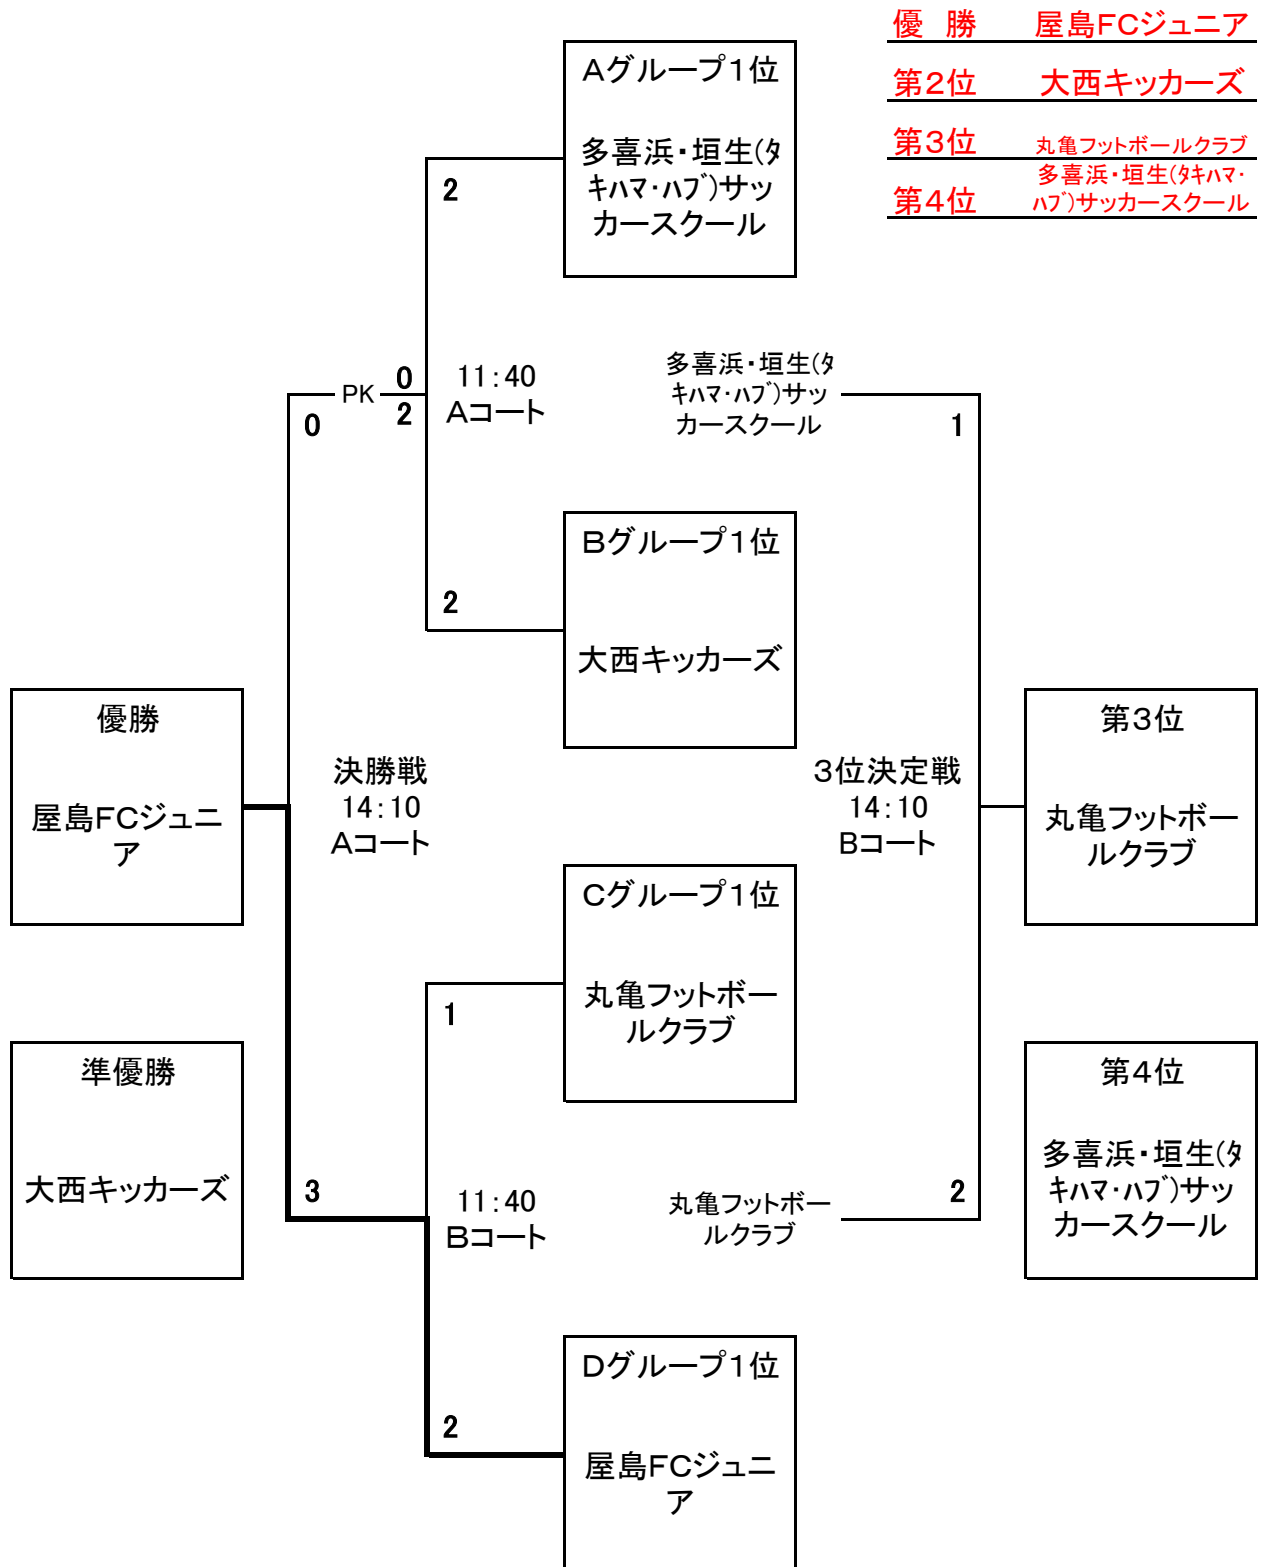 優　勝　屋島FCジュニア
第2位　大西キッカーズ
第3位　丸亀フットボールクラブ
第4位　多喜浜・垣生(ﾀｷﾊﾏ・
ﾊﾌﾞ)サッカースクール
Aグループ1位
多喜浜・垣生(ﾀ
ｷﾊﾏ・ﾊﾌﾞ)サッ
カースクール
2
PK
0
2
0
11:40
Aコート
多喜浜・垣生(ﾀ
ｷﾊﾏ・ﾊﾌﾞ)サッ
カースクール
1
Bグループ1位
大西キッカーズ
2
優勝
屋島FCジュニ
ア
決勝戦
14:10
Aコート
3位決定戦
14:10
Bコート
第3位
丸亀フットボー
ルクラブ
Cグループ1位
丸亀フットボー
ルクラブ
1
準優勝
大西キッカーズ
3
11:40
Bコート
丸亀フットボー
ルクラブ
2
第4位
多喜浜・垣生(ﾀ
ｷﾊﾏ・ﾊﾌﾞ)サッ
カースクール
Dグループ1位
屋島FCジュニ
ア
2